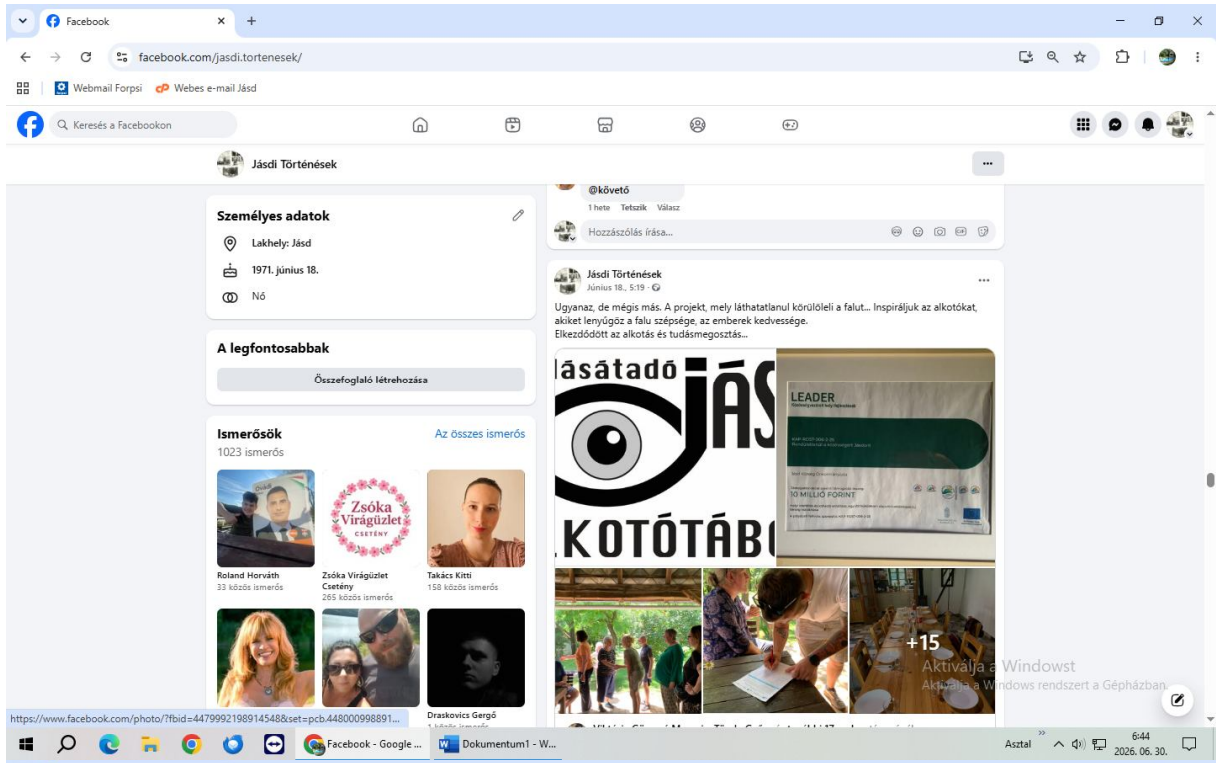 Facebook
facebook.com/jasdi.tortenesek/
Webmail Forpsi
Webes e-mail Jásd
Keresés a Facebookon
Jásdi Történések
Személyes adatok
Lakhely: Jásd
1971. június 18.
Nő
A legfontosabbak
Összefoglaló létrehozása
Ismerősök
Az összes ismerős
1023 ismerős
Zsóka
Virágüzlet
CSETÉNY
Roland Horváth
33 közös ismerős
Zsóka Virágüzlet
Csetény
265 közös ismerős
Takács Kitti
158 közös ismerős
Draskovics Gergő
@követő
1 hete Tetszik Válasz
Hozzászólás írása...
GIF
Jásdi Történések
Június 18., 5:19
Ugyanaz, de mégis más. A projekt, mely láthatatlanul körülöleli a falut... Inspiráljuk az alkotókat,
akiket lenyűgöz a falu szépsége, az emberek kedvessége.
Elkezdődött az alkotás és tudásmegosztás...
ásátadó
JÁS
KOTÓTÁBO
LEADER
10 MILLIÓ FORINT
+15
Aktiválja a Windowst
Aktiválja a Windows rendszert a Gépházban.
https://www.facebook.com/photo/?fbid=4479992198914548&set=pcb.448000998891...
Facebook - Google ...
Dokumentum1 - W...
Asztal
6:44
2026. 06. 30.